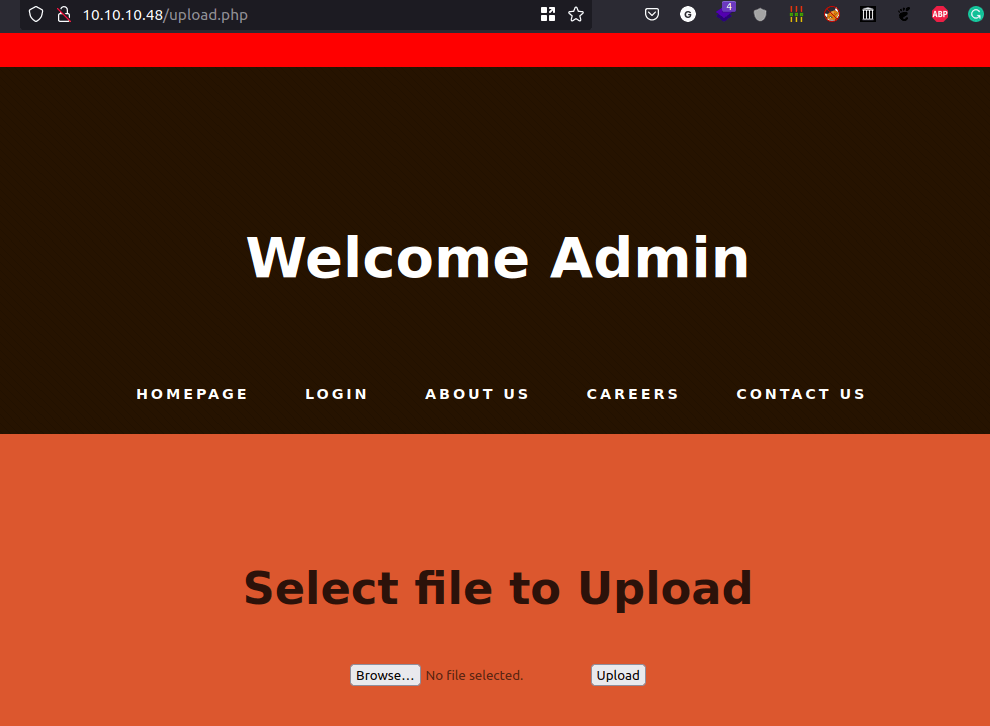 10.10.10.48/upload.php
G
4
ABP
G
Welcome Admin
HOMEPAGE LOGIN ABOUT US CAREERS CONTACT US
Select file to Upload
Browse... No file selected. Upload